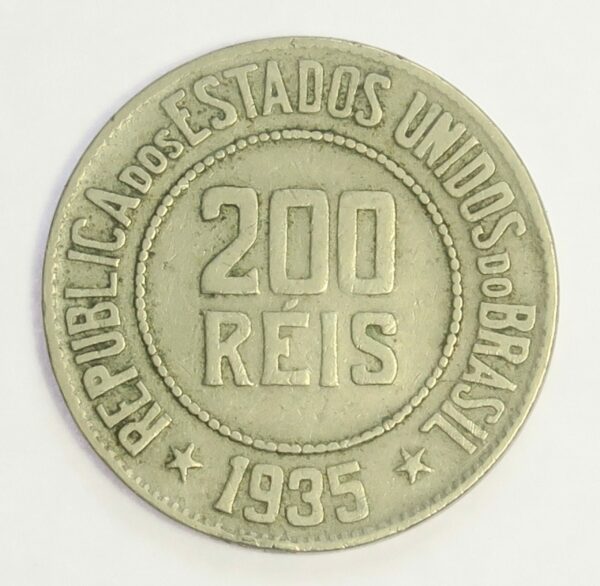 REPUBLICA DOS ESTADOS UNIDOS DO BRASIL
200
RÉIS
1935